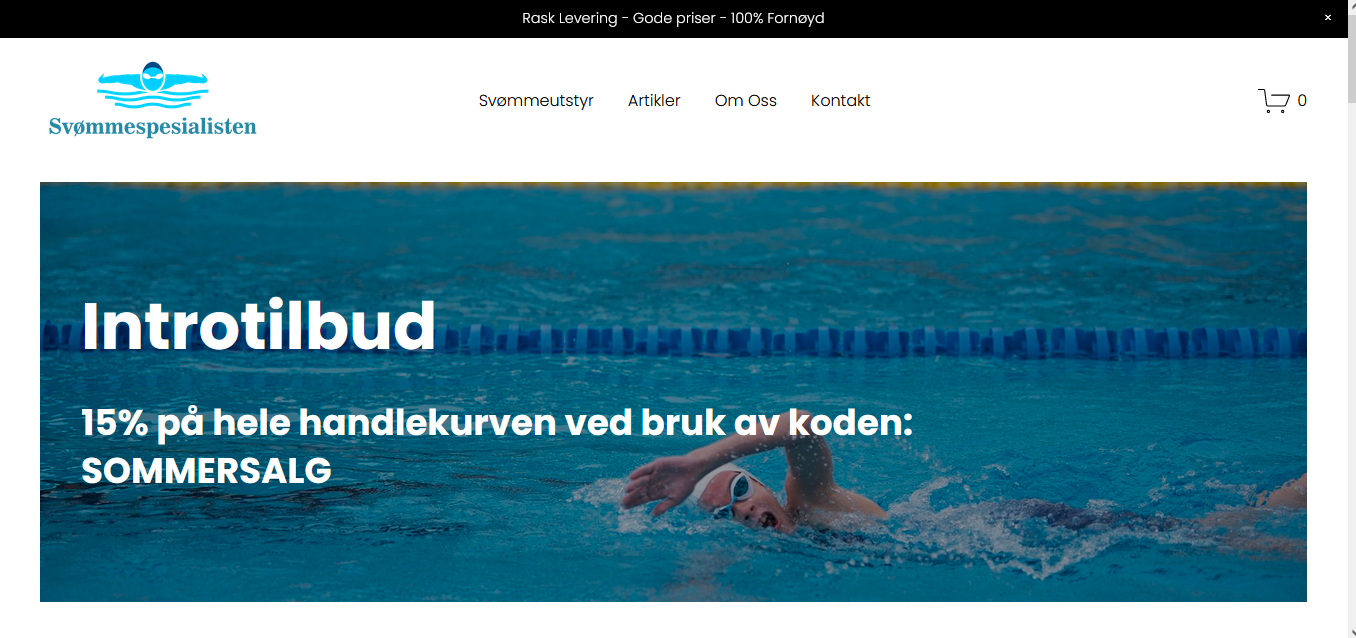 Rask Levering - Gode priser - 100% Fornøyd
×
Svømmespesialisten
Svømmeutstyr Artikler Om Oss Kontakt
0
Introtilbud
15% på hele handlekurven ved bruk av koden:
SOMMERSALG